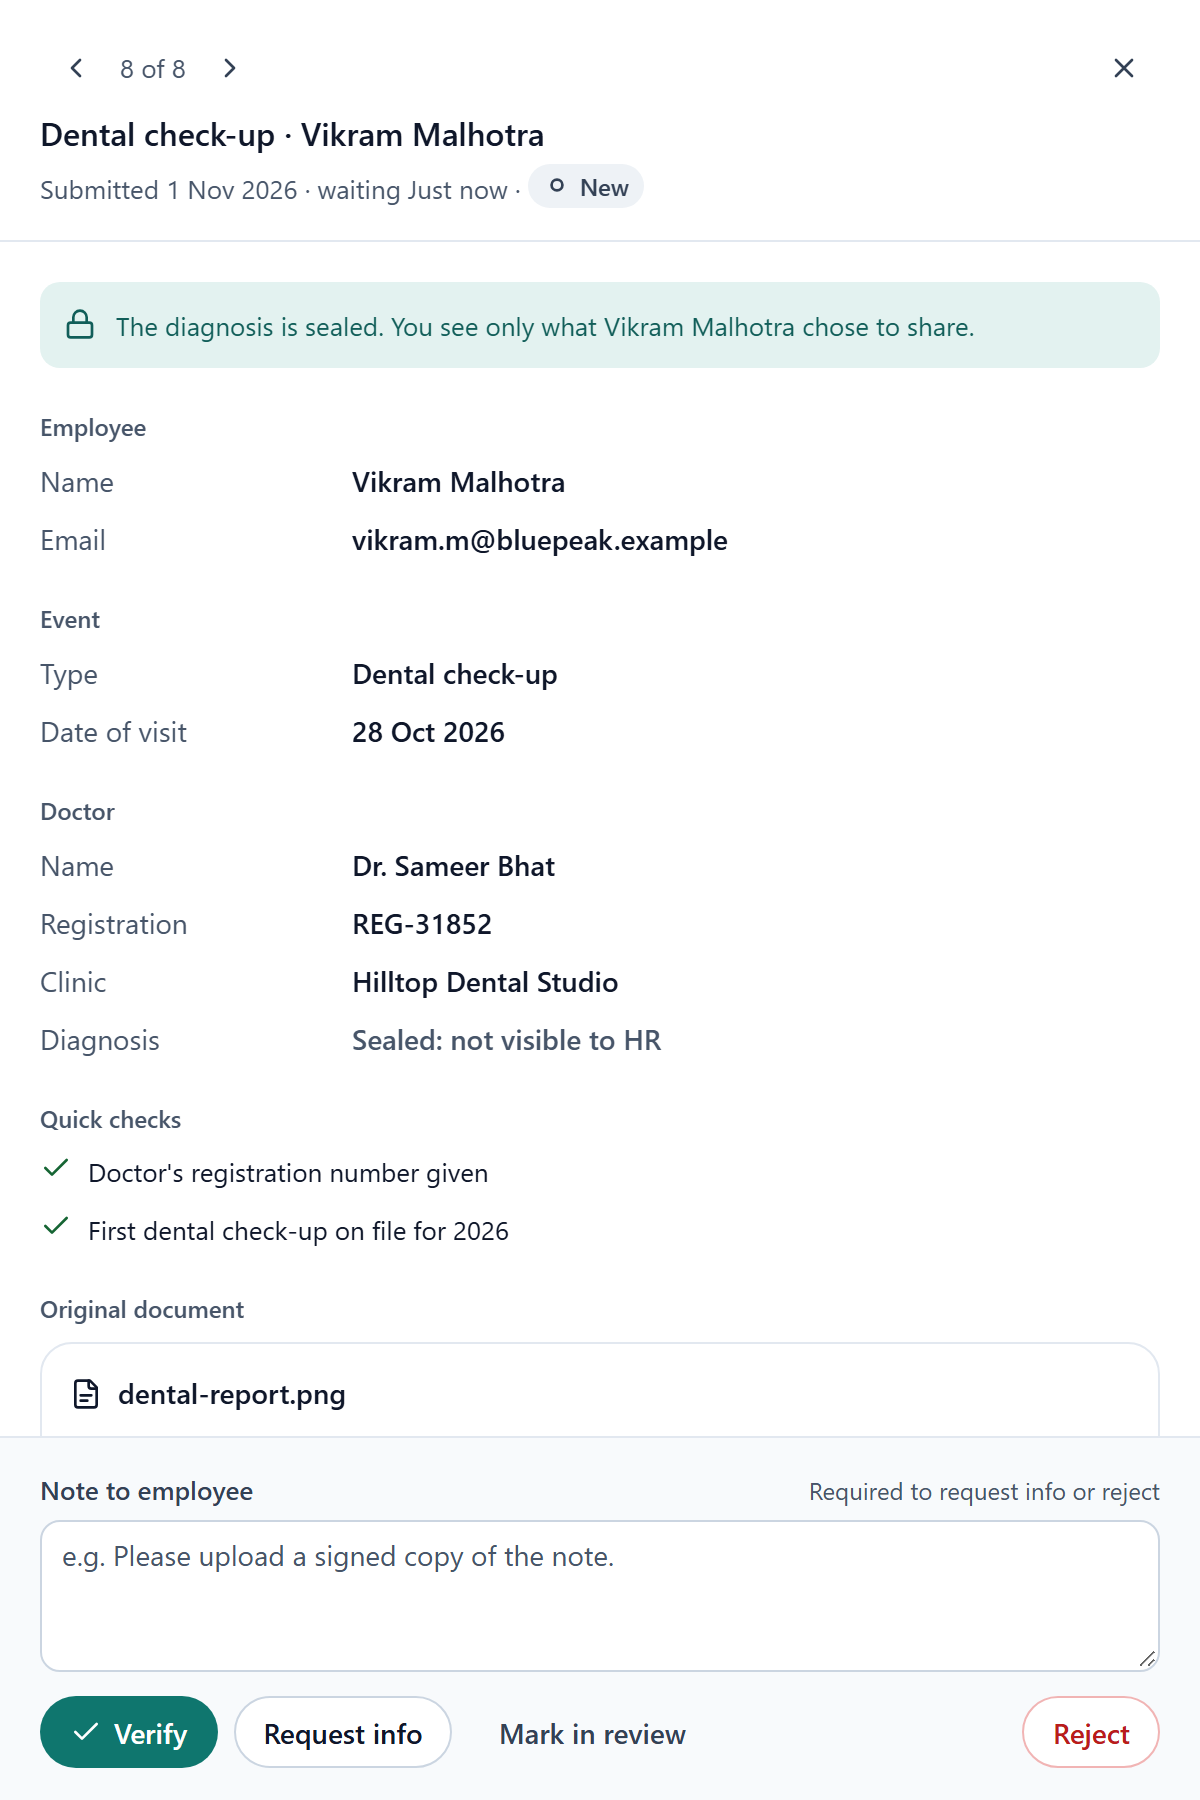 8 of 8
Dental check-up · Vikram Malhotra
Submitted 1 Nov 2026 · waiting Just now · New
The diagnosis is sealed. You see only what Vikram Malhotra chose to share.
Employee
Name Vikram Malhotra
Email vikram.m@bluepeak.example
Event
Type Dental check-up
Date of visit 28 Oct 2026
Doctor
Name Dr. Sameer Bhat
Registration REG-31852
Clinic Hilltop Dental Studio
Diagnosis Sealed: not visible to HR
Quick checks
Doctor's registration number given
First dental check-up on file for 2026
Original document
dental-report.png
Note to employee Required to request info or reject
e.g. Please upload a signed copy of the note.
Verify Request info Mark in review Reject